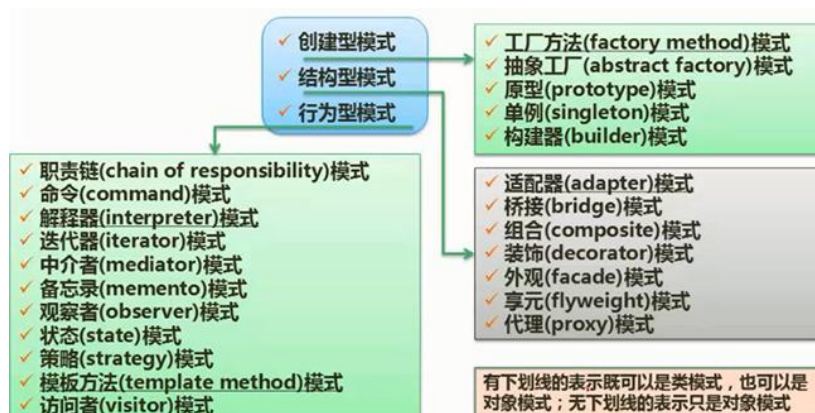 创建型模式
结构型模式
行为型模式
工厂方法(factory method)模式
抽象工厂(abstract factory)模式
原型(prototype)模式
单例(singleton)模式
构建器(builder)模式
职责链(chain of responsibility)模式
命令(command)模式
解释器(interpreter)模式
迭代器(iterator)模式
中介者(mediator)模式
备忘录(memento)模式
观察者(observer)模式
状态(state)模式
策略(strategy)模式
模板方法(template method)模式
访问者(visitor)模式
适配器(adapter)模式
桥接(bridge)模式
组合(composite)模式
装饰(decorator)模式
外观(facade)模式
享元(flyweight)模式
代理(proxy)模式
有下划线的表示既可以是类模式，也可以是
对象模式；无下划线的表示只是对象模式